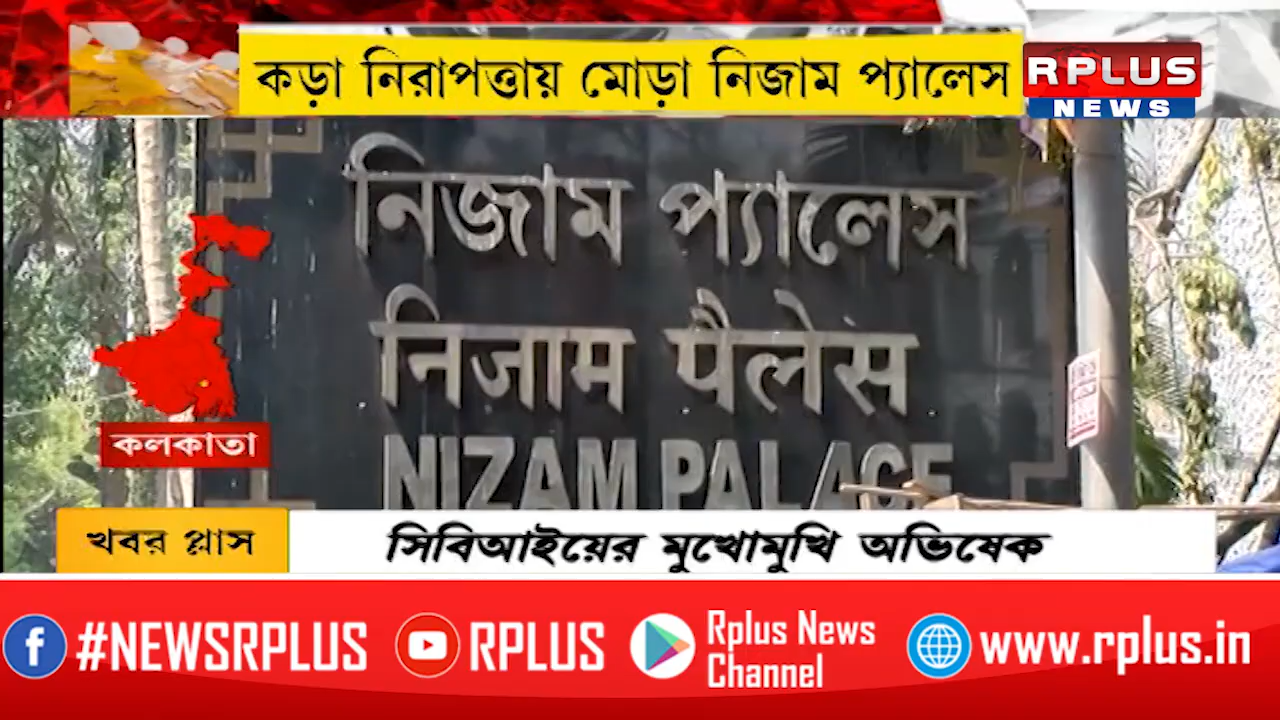 কড়া নিরাপত্তায় মোড়া নিজাম প্যালেস
RPLUS
NEWS
নিজাম প্যালেস
निजाम पैलेस
NIZAM PALACE
কলকাতা
খবর প্লাস
সিবিআইয়ের মুখোমুখি অভিষেক
#NEWSRPLUS
RPLUS
Rplus News
Channel
www.rplus.in